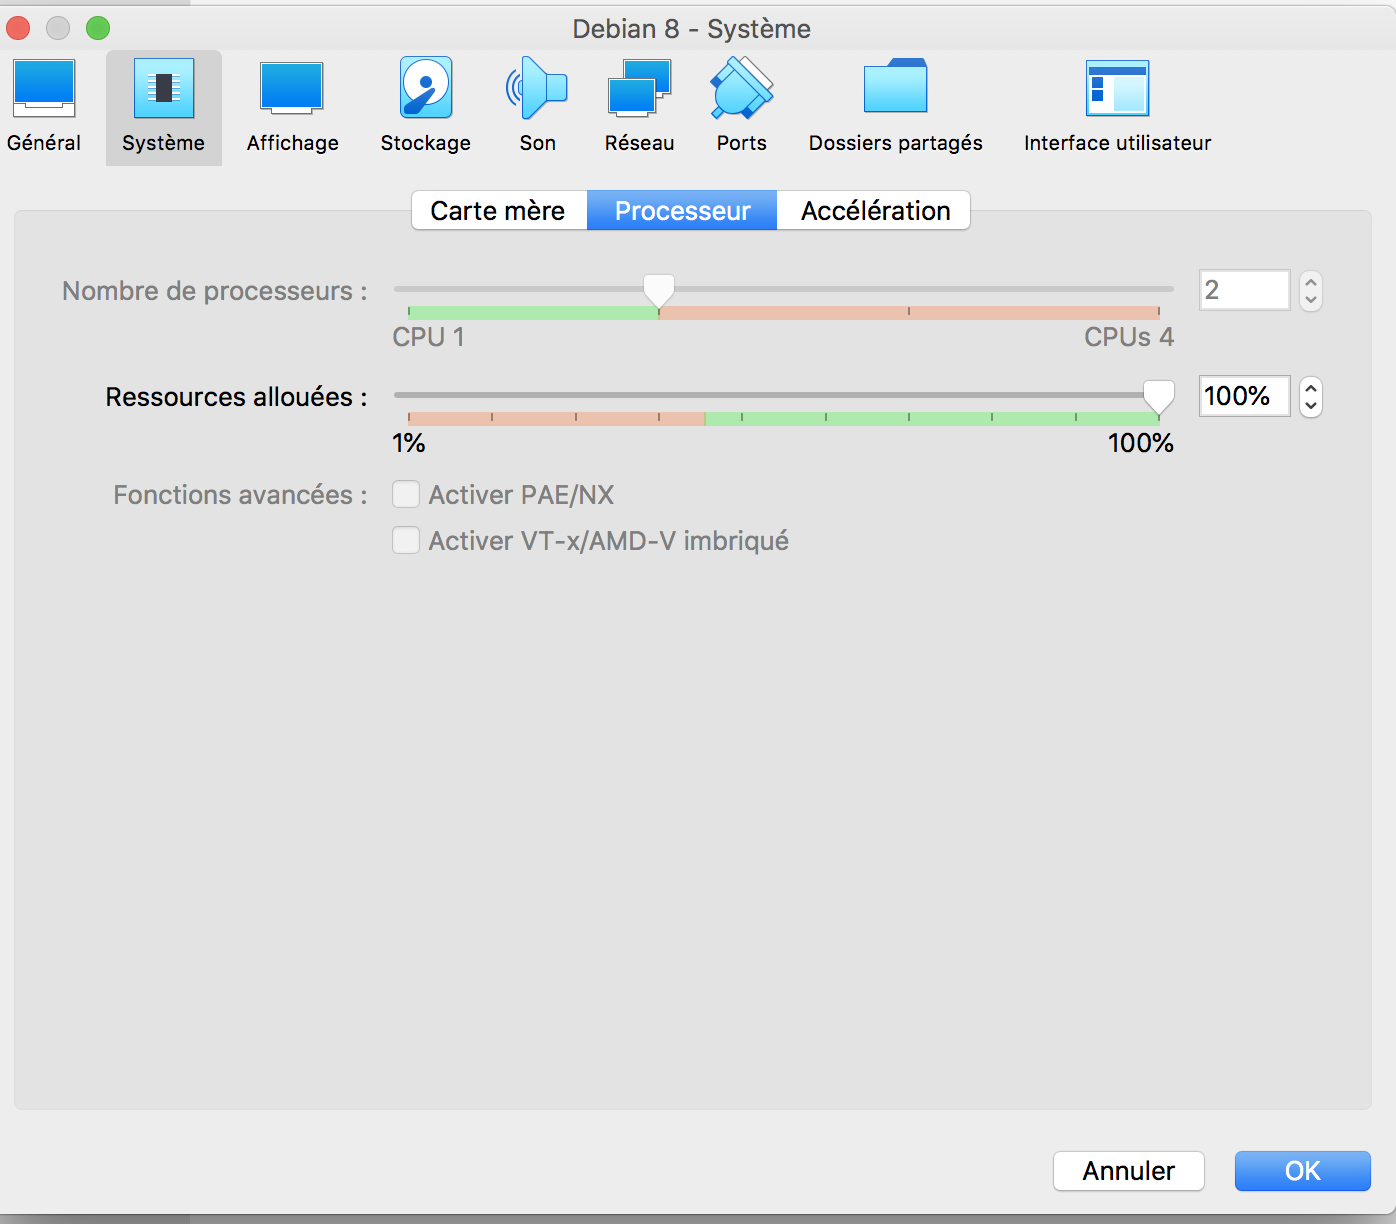 Debian 8 - Système
Général Système Affichage Stockage Son Réseau Ports Dossiers partagés Interface utilisateur
Carte mère Processeur Accélération
Nombre de processeurs : 2
CPU 1 CPUs 4
Ressources allouées : 100%
1% 100%
Fonctions avancées : Activer PAE/NX
Activer VT-x/AMD-V imbriqué
Annuler OK